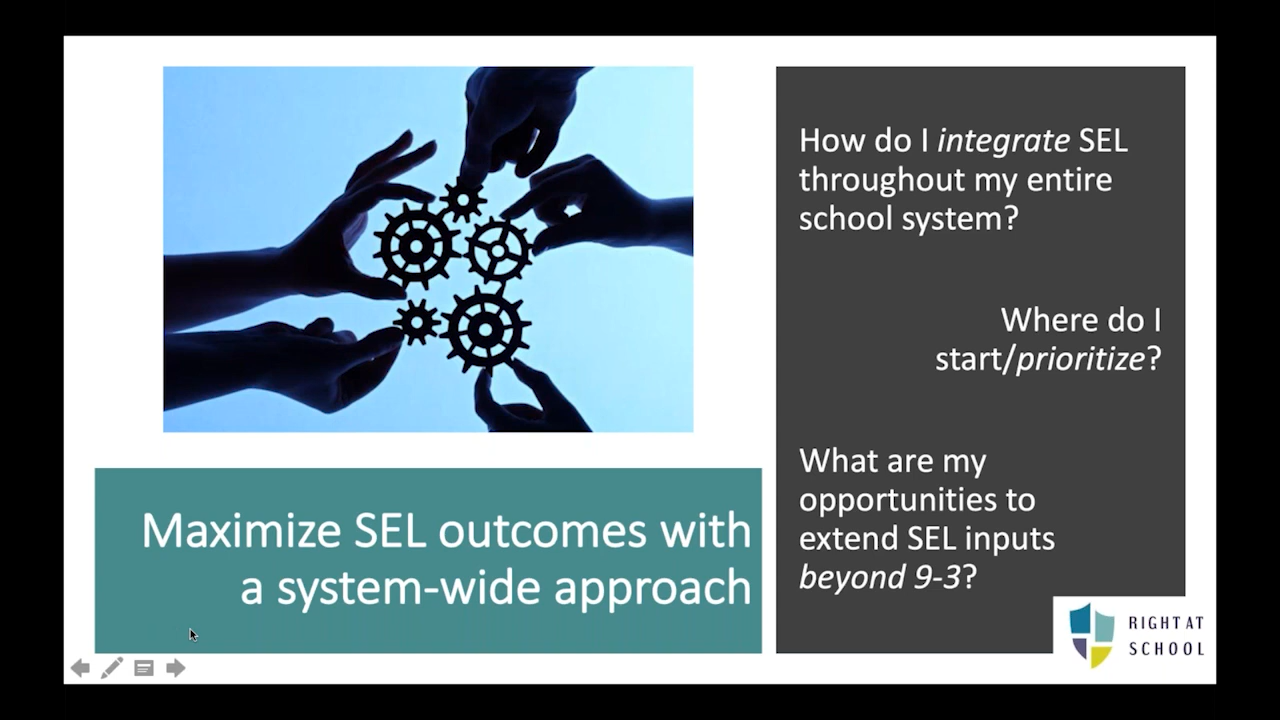 How do I integrate SEL
throughout my entire
school system?
Where do I
start/prioritize?
What are my
opportunities to
extend SEL inputs
beyond 9-3?
Maximize SEL outcomes with
a system-wide approach
RIGHT AT
SCHOOL